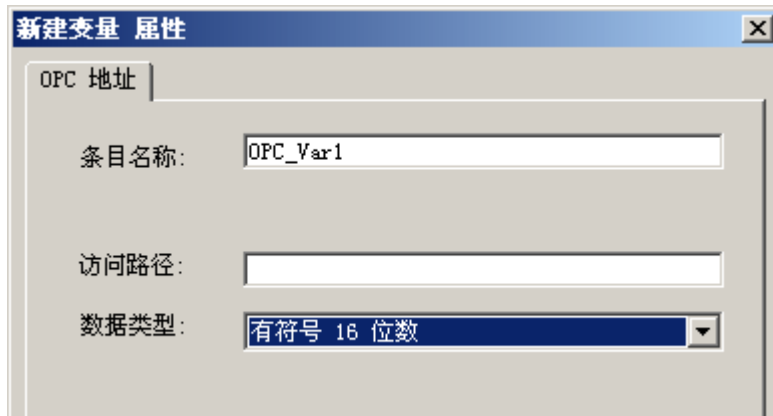 新建变量 属性
OPC 地址
条目名称: OPC_Var1
访问路径:
数据类型: 有符号 16 位数